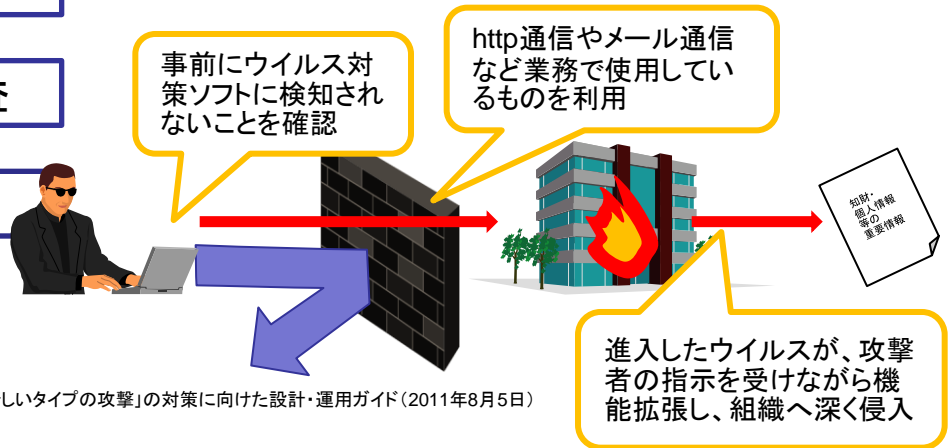 事前にウイルス対
策ソフトに検知され
ないことを確認
http通信やメール通信
など業務で使用してい
るものを利用
査
知財・
個人情報
等の
重要情報
進入したウイルスが、攻撃
者の指示を受けながら機
能拡張し、組織へ深く侵入
しいタイプの攻撃」の対策に向けた設計・運用ガイド(2011年8月5日)